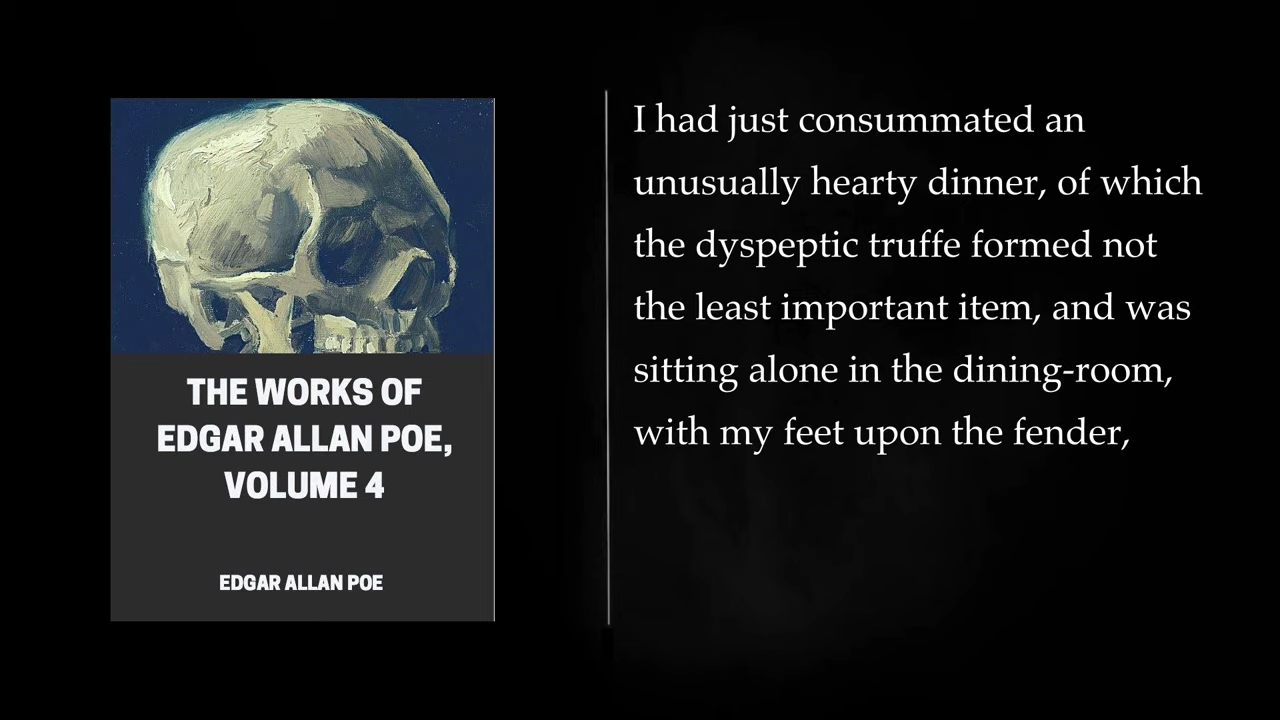 THE WORKS OF
EDGAR ALLAN POE,
VOLUME 4
EDGAR ALLAN POE
I had just consummated an
unusually hearty dinner, of which
the dyspeptic truffe formed not
the least important item, and was
sitting alone in the dining-room,
with my feet upon the fender,